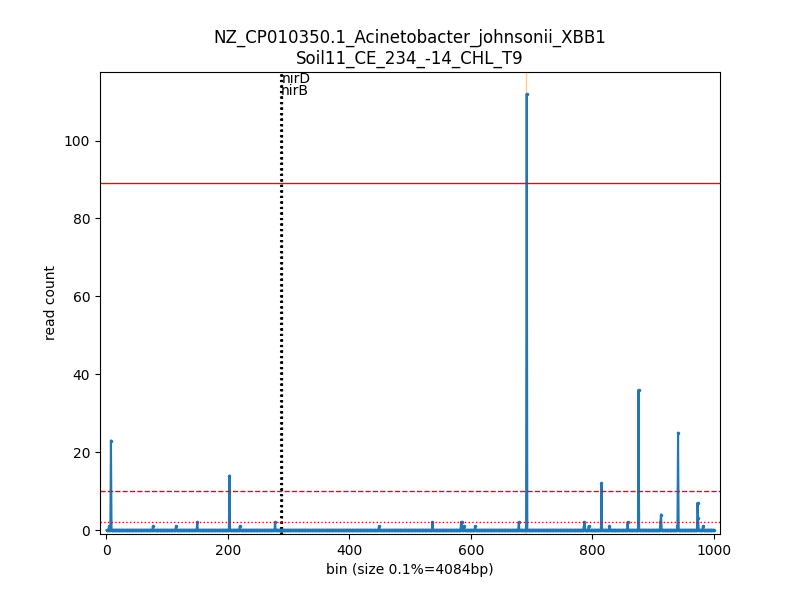 NZ_CP010350.1_Acinetobacter_johnsonii_XBB1
Soil11_CE_234_-14_CHL_T9
nirD
nirB
100
80
60
40
20
0
read count
0 200 400 600 800 1000
bin (size 0.1%=4084bp)